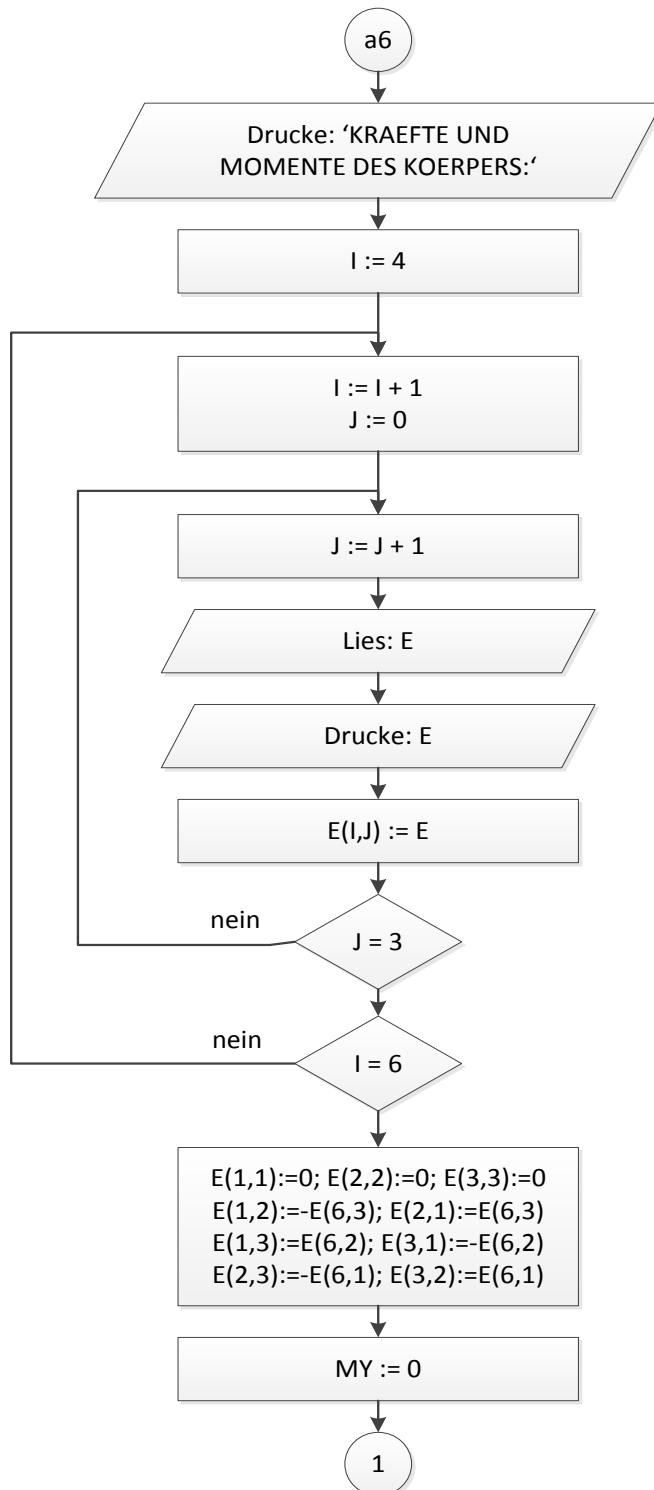 a6
Drucke: ‘KRAEFTE UND
MOMENTE DES KOERPERS:‘
I := 4
I := I + 1
J := 0
J := J + 1
Lies: E
Drucke: E
E(I,J) := E
nein
J = 3
nein
I = 6
E(1,1):=0; E(2,2):=0; E(3,3):=0
E(1,2):=-E(6,3); E(2,1):=E(6,3)
E(1,3):=E(6,2); E(3,1):=-E(6,2)
E(2,3):=-E(6,1); E(3,2):=E(6,1)
MY := 0
1